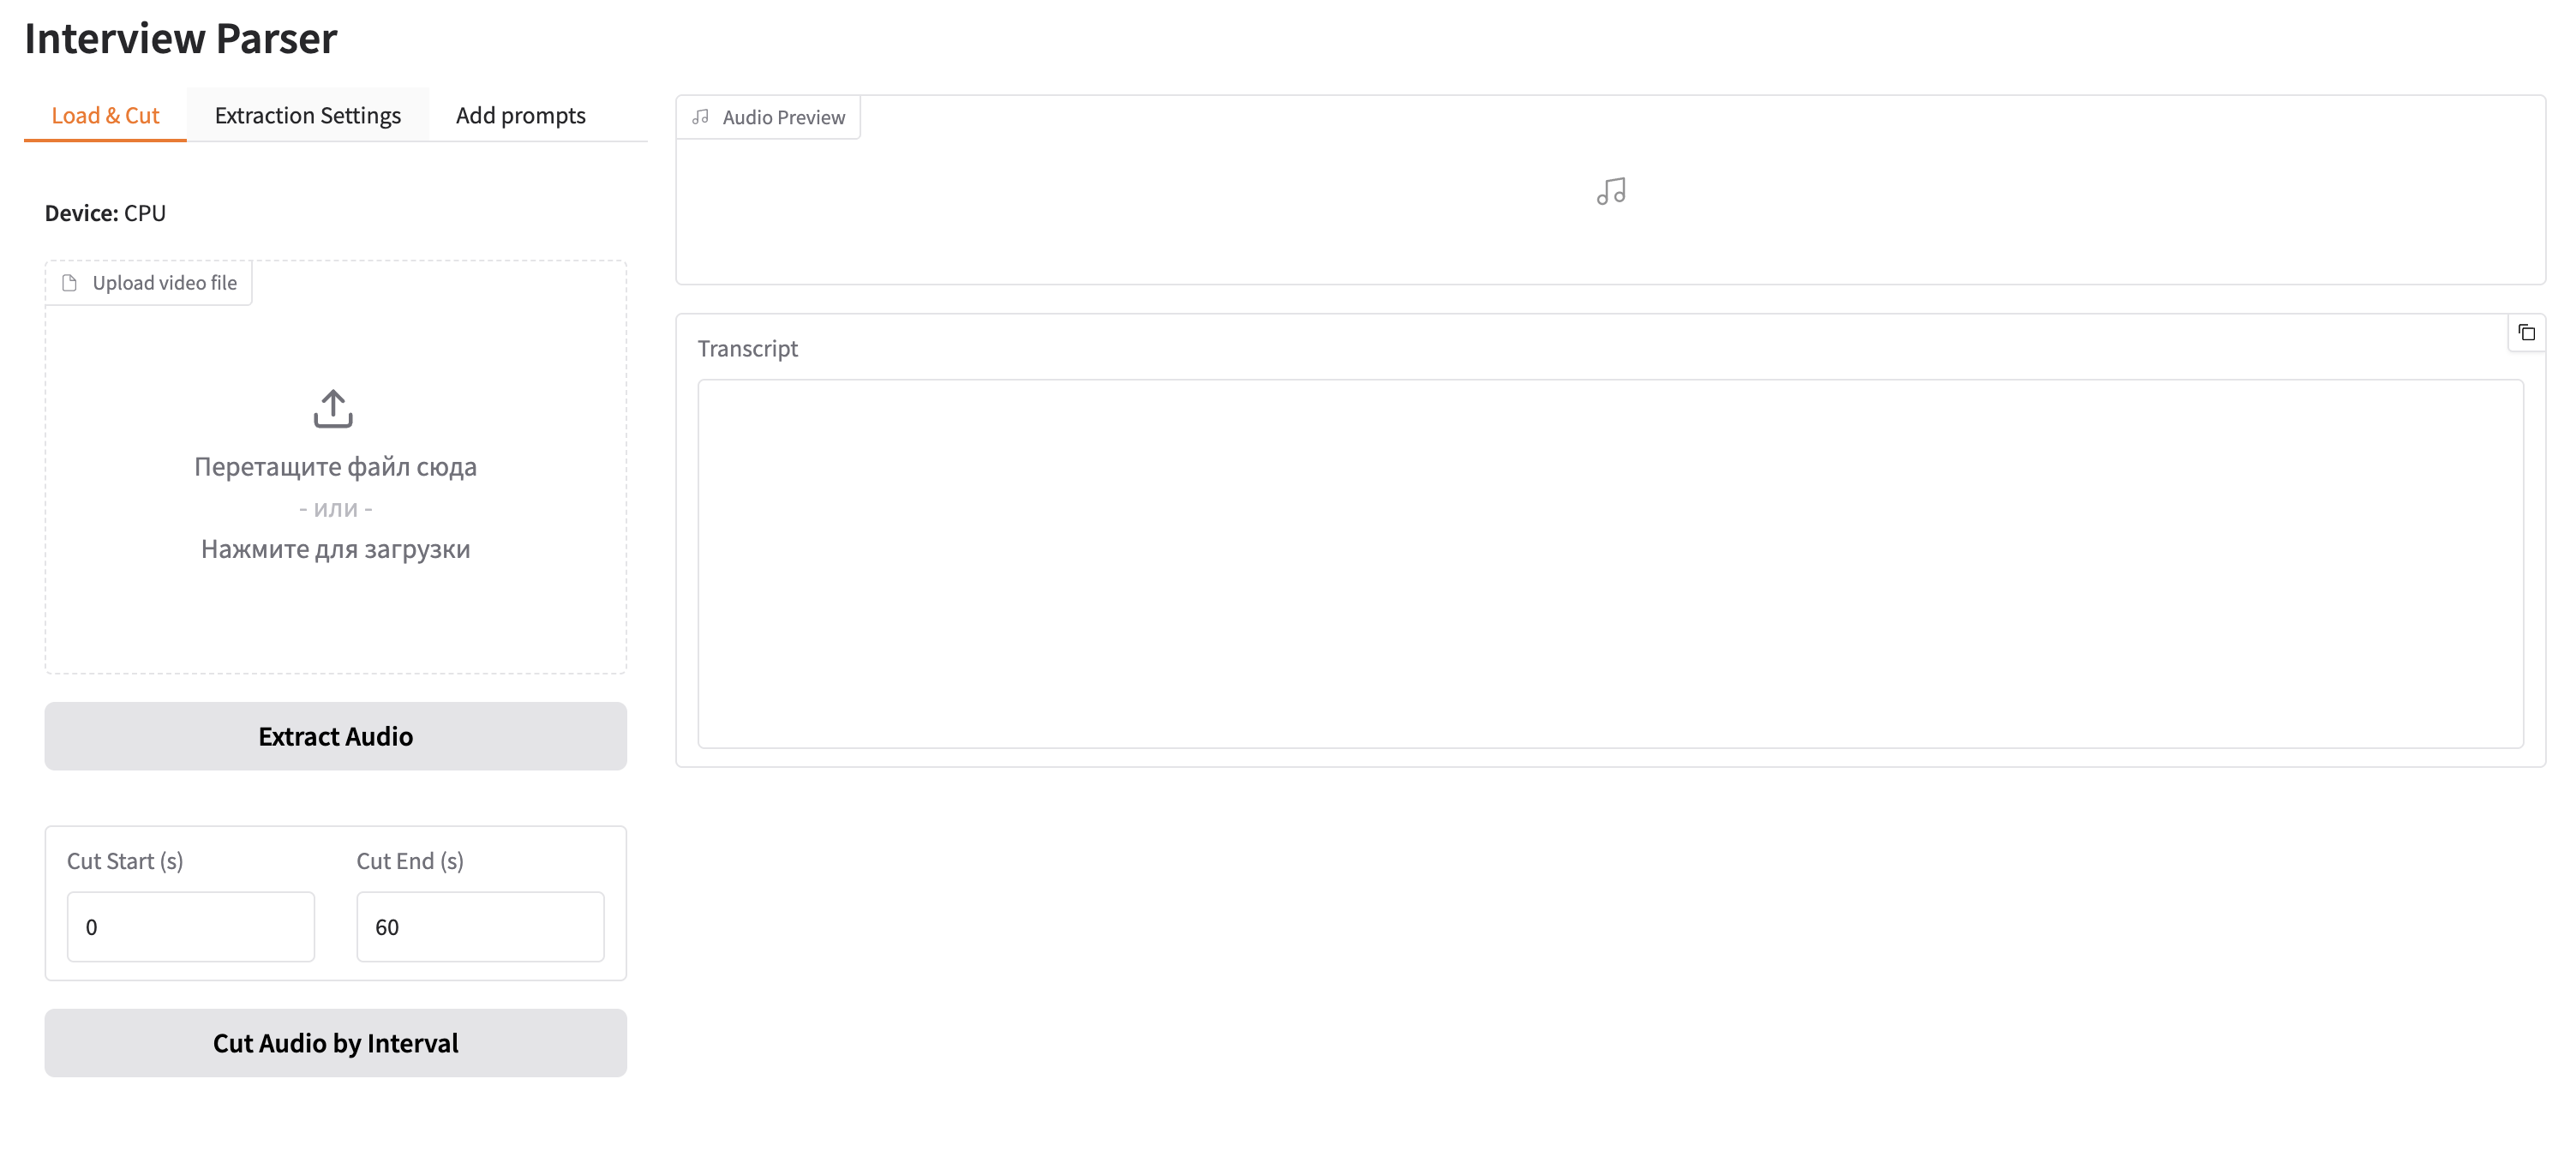 Interview Parser
Load & Cut
Extraction Settings
Add prompts
Device: CPU
Upload video file
Перетащите файл сюда
- или -
Нажмите для загрузки
Extract Audio
Cut Start (s)
Cut End (s)
0
60
Cut Audio by Interval
Audio Preview
Transcript